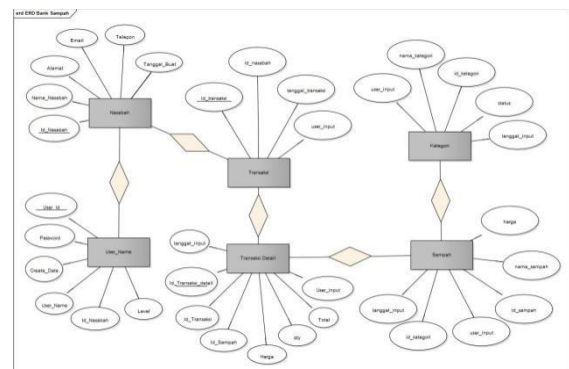 erd ERD Bank Sampah
Email
Telepon
Alamat
Tanggal_Buat
Nama_Nasabah
Id_Nasabah
Nasabah
id_nasabah
id_transaksi
tanggal_transaksi
user_input
Transaksi
nama_kategori
id_kategori
user_input
status
tanggal_input
Kategori
User_Id
Password
Create_Date
User_Name
Id_Nasabah
Level
User_Name
tanggal_input
Id_Transaksi_detail
Id_Transaksi
Id_Sampah
Harga
qty
Total
User_input
Transaksi Detail
harga
nama_sampah
id_sampah
user_input
id_kategori
tanggal_input
Sampah